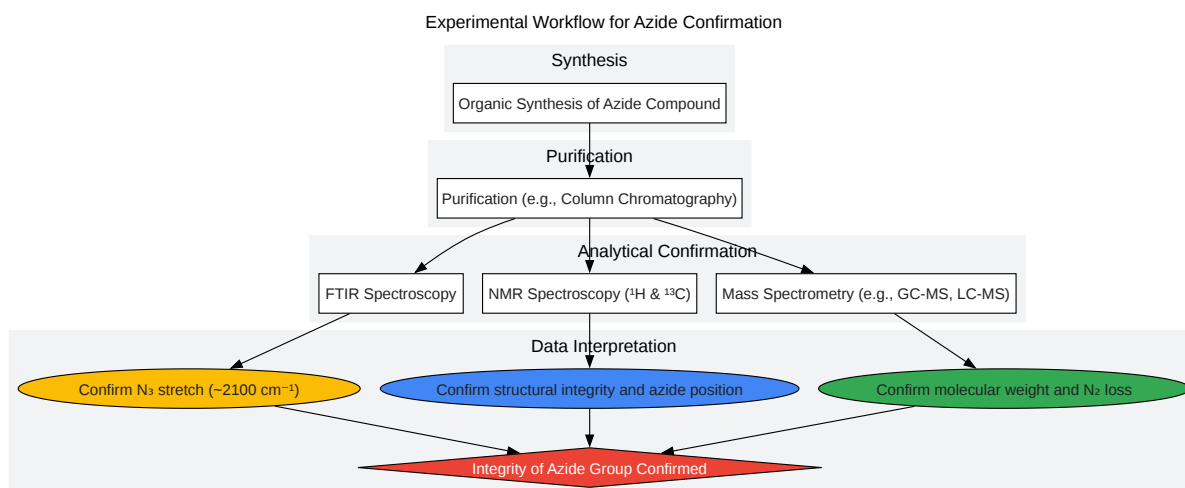 Experimental Workflow for Azide Confirmation
Synthesis
Organic Synthesis of Azide Compound
Purification
Purification (e.g., Column Chromatography)
Analytical Confirmation
FTIR Spectroscopy
NMR Spectroscopy (¹H & ¹³C)
Mass Spectrometry (e.g., GC-MS, LC-MS)
Data Interpretation
Confirm N₃ stretch (~2100 cm⁻¹)
Confirm structural integrity and azide position
Confirm molecular weight and N₂ loss
Integrity of Azide Group Confirmed